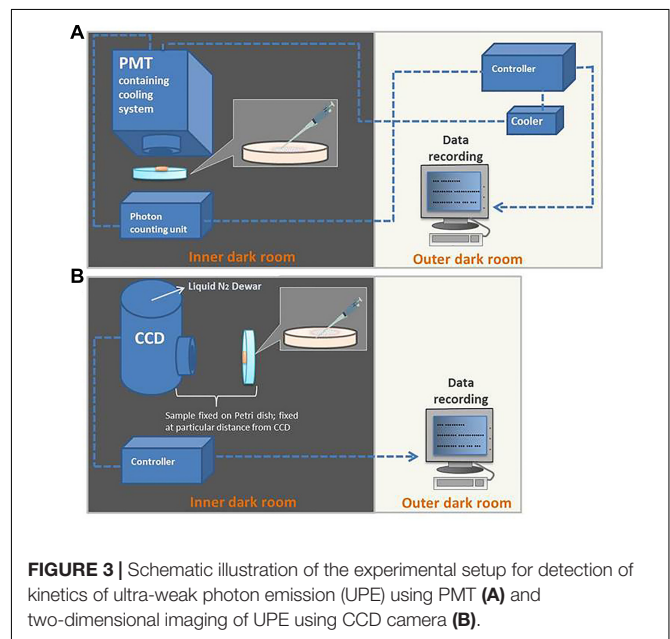 A
PMT
containing
cooling
system
Photon
counting unit
Inner dark room
Controller
Cooler
Data
recording
Outer dark room
B
Liquid N₂ Dewar
CCD
Sample fixed on Petri dish; fixed
at particular distance from CCD
Controller
Inner dark room
Data
recording
Outer dark room
FIGURE 3 | Schematic illustration of the experimental setup for detection of
kinetics of ultra-weak photon emission (UPE) using PMT (A) and
two-dimensional imaging of UPE using CCD camera (B).